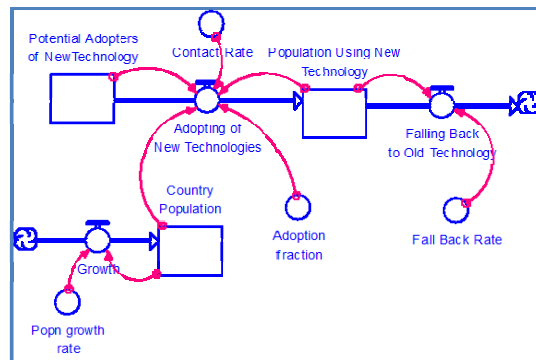 Potential Adopters
of NewTechnology
Contact Rate
Population Using New
Technology
Adopting of
New Technologies
Falling Back
to Old Technology
Country
Population
Adoption
fraction
Fall Back Rate
Growth
Popn growth
rate